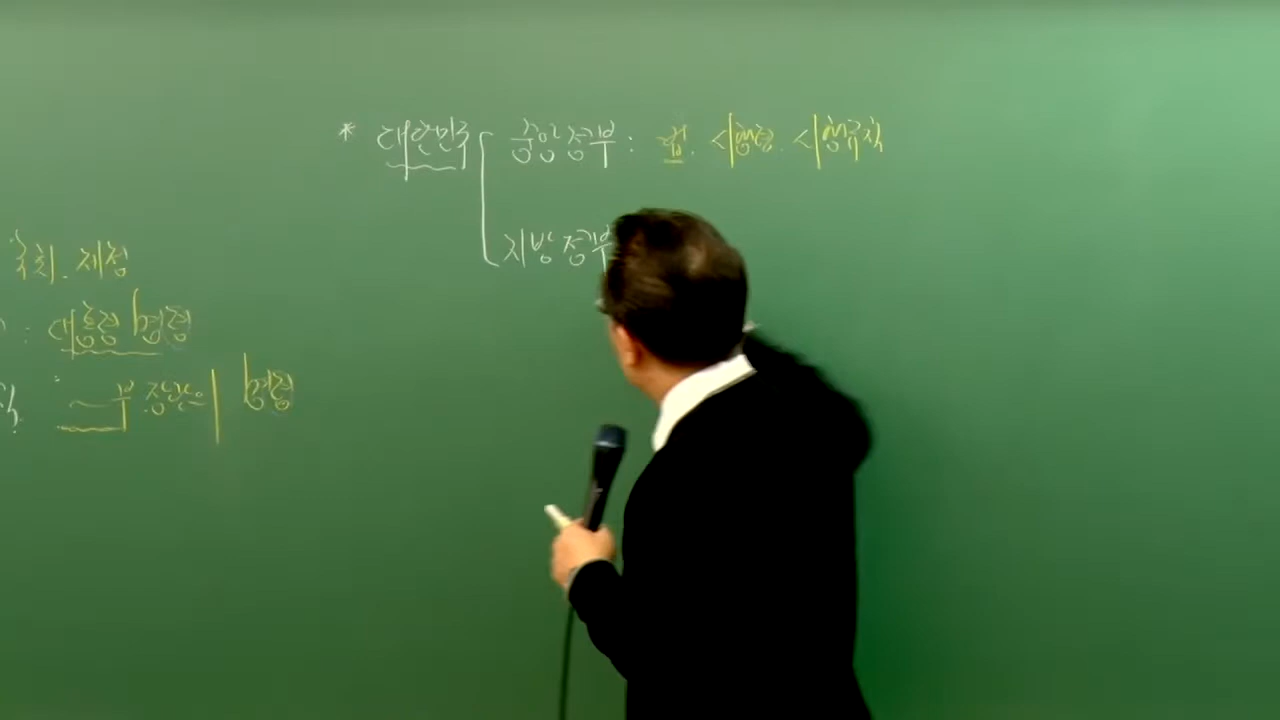 * 대한민국 중앙정부 : 법. 시행령. 시행규칙
지방정부
국회. 제정
: 대통령 명령
부 장관 명령